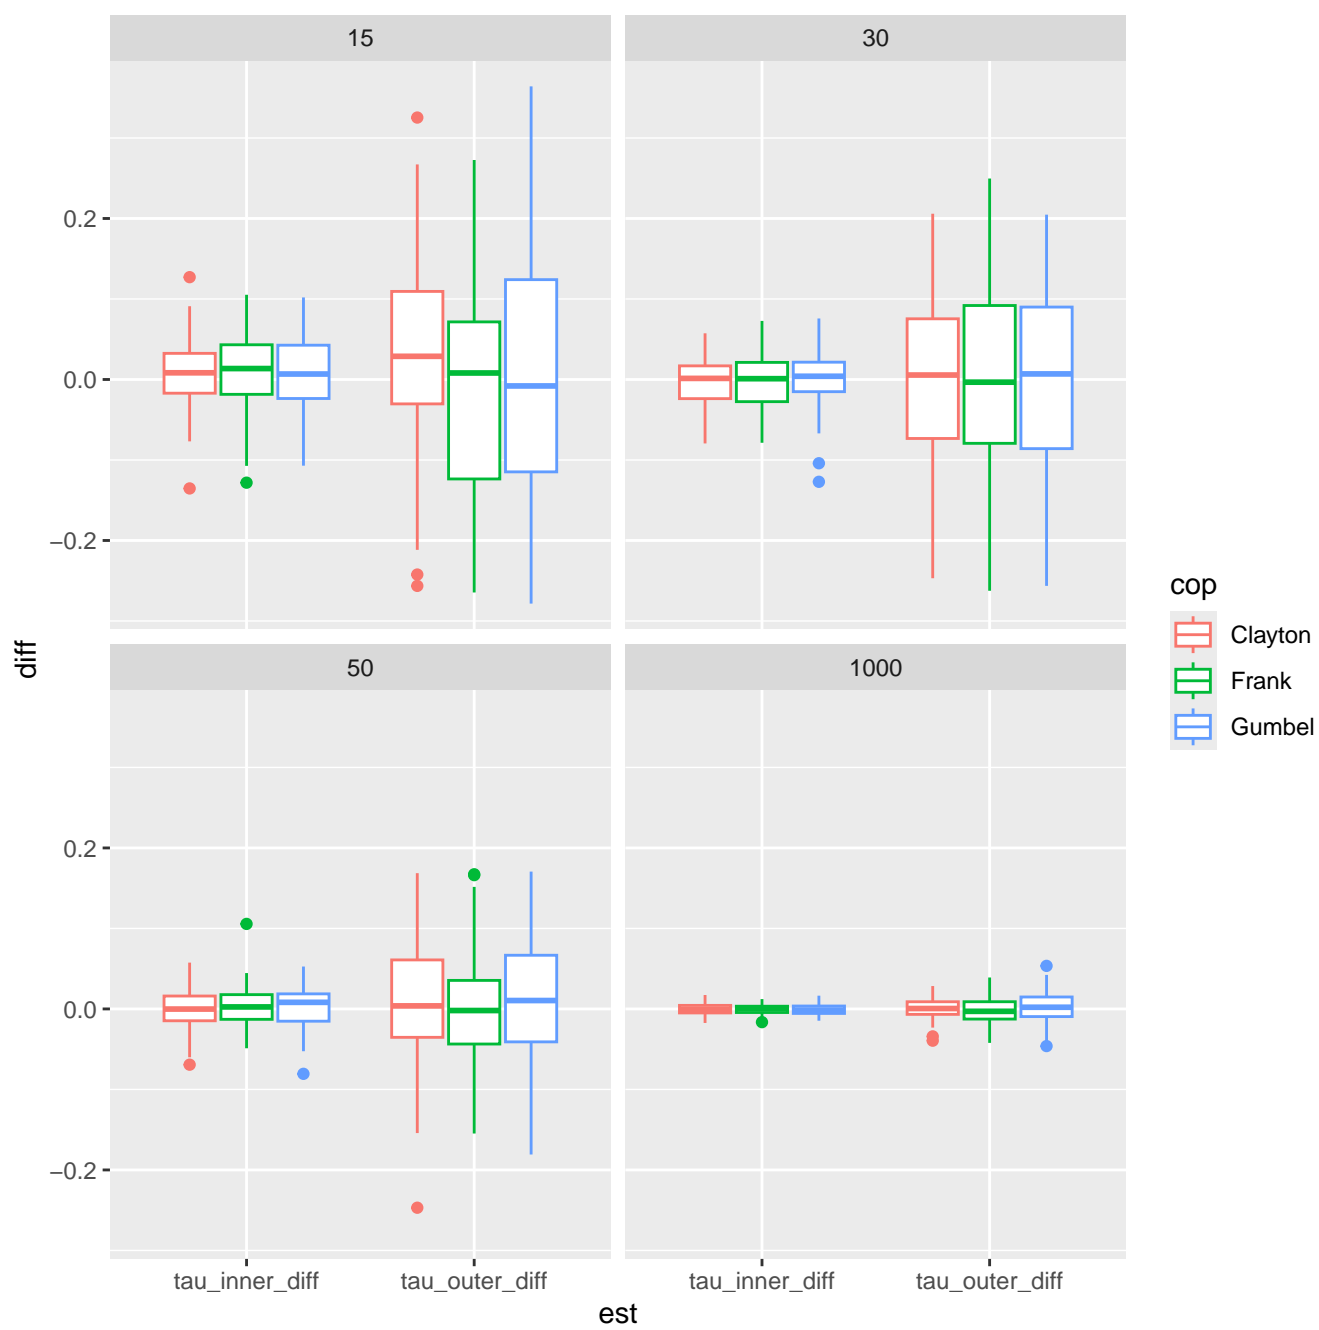 15
30
0.2
0.0
−0.2
diff
50
1000
0.2
0.0
−0.2
tau_inner_diff
tau_outer_diff
tau_inner_diff
tau_outer_diff
est
cop
Clayton
Frank
Gumbel